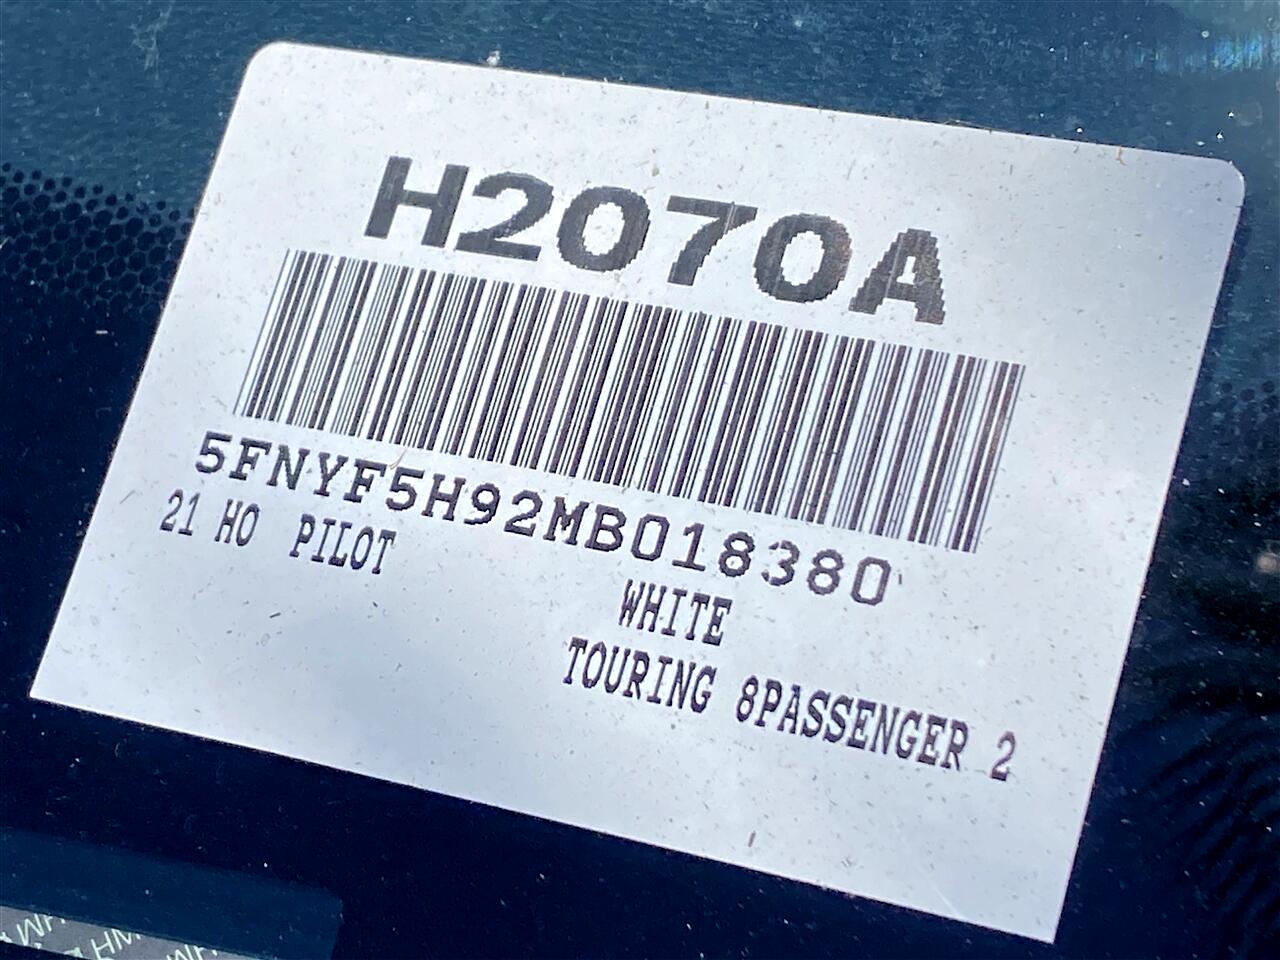 H2070A
5FNYF5H92MB018380
21 HO PILOT
WHITE
TOURING 8PASSENGER 2